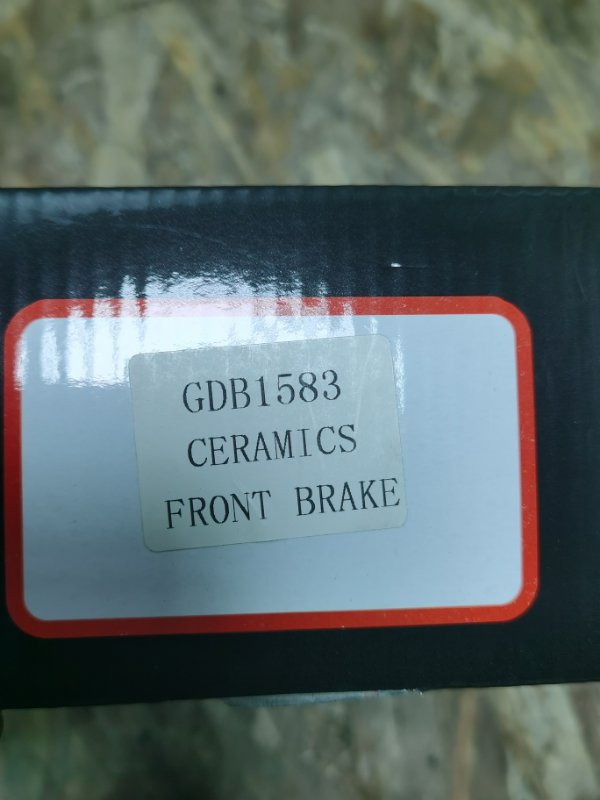 GDB1583
CERAMICS
FRONT BRAKE